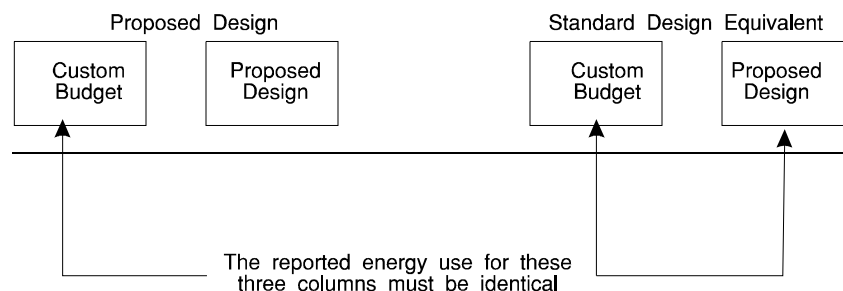 Proposed Design
Standard Design Equivalent
Custom
Budget
Proposed
Design
Custom
Budget
Proposed
Design
The reported energy use for these
three columns must be identical